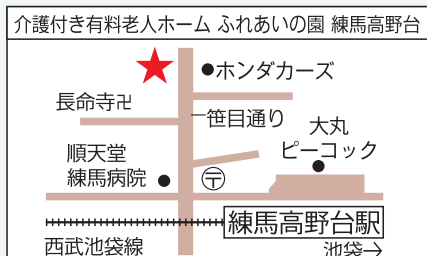 介護付き有料老人ホーム ふれあいの園 練馬高野台
ホンダカーズ
長命寺卍
笹目通り
大丸
ピーコック
順天堂
練馬病院
〒
練馬高野台駅
西武池袋線
池袋→